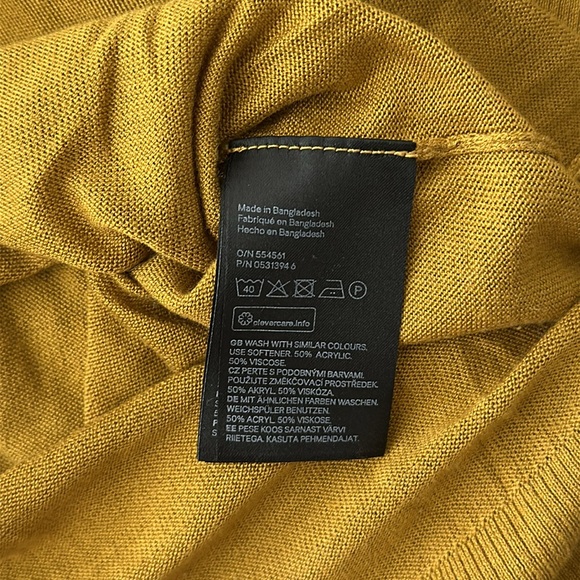 Made in Bangladesh
Fabriqué en Bangladesh
Hecho en Bangladesh
O/N 554561
P/N 0531394 6
40 P
clevercare.info
GB WASH WITH SIMILAR COLOURS.
USE SOFTENER. 50% ACRYLIC.
50% VISCOSE.
CZ PERTE S PODOBNÝMI BARVAMI.
POUŽIJTE ZMĚKČOVACÍ PROSTŘEDEK.
50% AKRYL. 50% VISKÓZA.
DE MIT ÄHNLICHEN FARBEN WASCHEN.
WEICHSPÜLER BENUTZEN.
50% ACRYL. 50% VISKOSE.
EE PESE KOOS SARNAST VÄRVI
RIIETEGA. KASUTA PEHMENDAJAT.